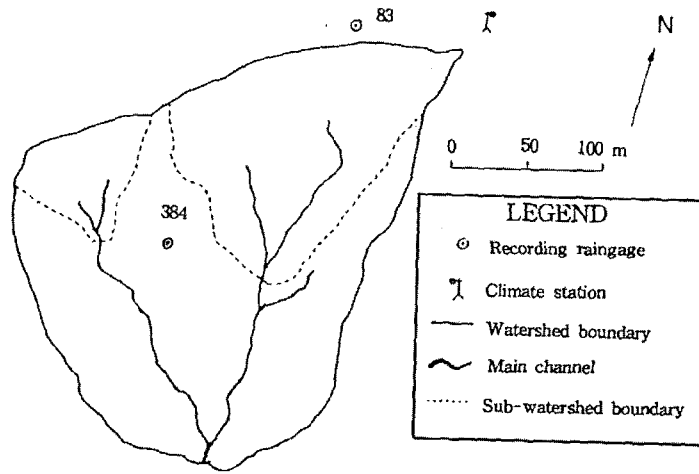 83
N
0 50 100 m
384
LEGEND
Recording raingage
Climate station
Watershed boundary
Main channel
Sub-watershed boundary